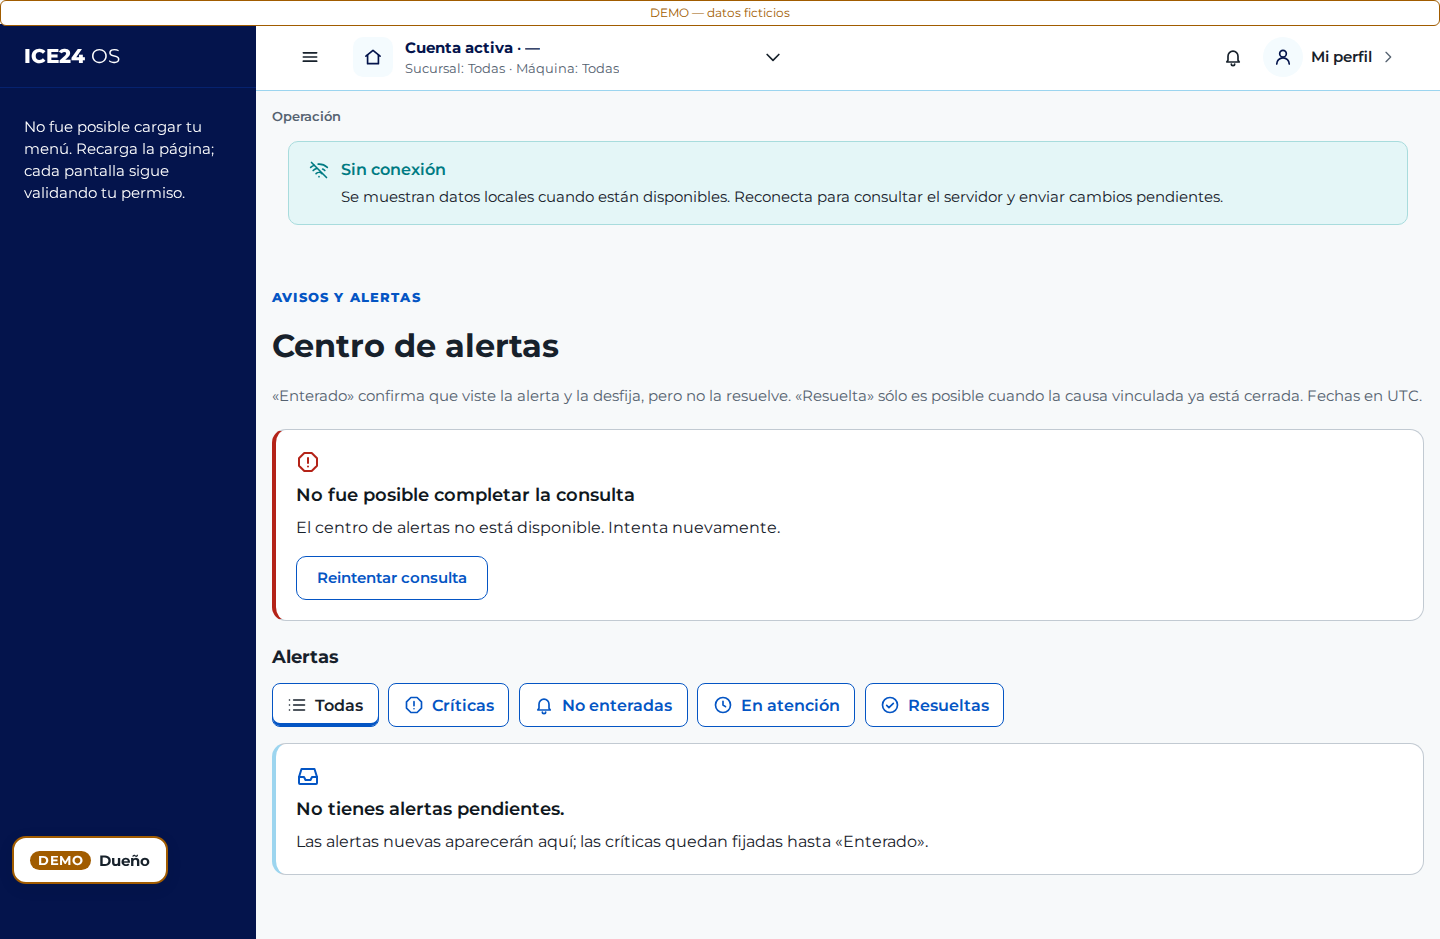 DEMO — datos ficticios
ICE24 OS
No fue posible cargar tu
menú. Recarga la página;
cada pantalla sigue
validando tu permiso.
DEMO Dueño
Cuenta activa · —
Sucursal: Todas · Máquina: Todas
Mi perfil
Operación
Sin conexión
Se muestran datos locales cuando están disponibles. Reconecta para consultar el servidor y enviar cambios pendientes.
AVISOS Y ALERTAS
Centro de alertas
«Enterado» confirma que viste la alerta y la desfija, pero no la resuelve. «Resuelta» sólo es posible cuando la causa vinculada ya está cerrada. Fechas en UTC.
No fue posible completar la consulta
El centro de alertas no está disponible. Intenta nuevamente.
Reintentar consulta
Alertas
Todas Críticas No enteradas En atención Resueltas
No tienes alertas pendientes.
Las alertas nuevas aparecerán aquí; las críticas quedan fijadas hasta «Enterado».